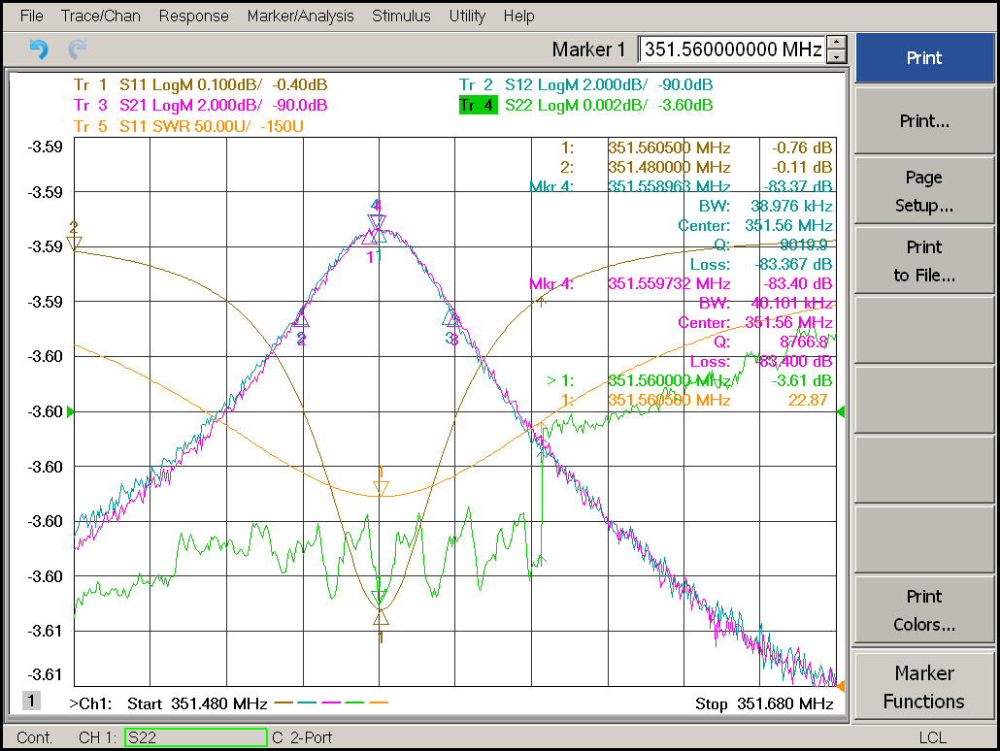 File Trace/Chan Response Marker/Analysis Stimulus Utility Help
Marker 1 351.560000000 MHz
Tr 1 S11 LogM 0.100dB/ -0.40dB
Tr 2 S12 LogM 2.000dB/ -90.0dB
Tr 3 S21 LogM 2.000dB/ -90.0dB
Tr 4 S22 LogM 0.002dB/ -3.60dB
Tr 5 S11 SWR 50.00U/ -150U
-3.59
-3.59
-3.59
-3.59
-3.60
-3.60
-3.60
-3.60
-3.60
-3.61
-3.61
1: 351.560500 MHz -0.76 dB
2: 351.480000 MHz -0.11 dB
Mkr 4: 351.558963 MHz -83.37 dB
BW: 38.976 kHz
Center: 351.56 MHz
Q: 9019.9
Loss: -83.367 dB
Mkr 4: 351.559732 MHz -83.40 dB
BW: 40.101 kHz
Center: 351.56 MHz
Q: 8766.8
Loss: -83.400 dB
> 1: 351.560000 MHz -3.61 dB
1: 351.560500 MHz 22.87
2
4
1 1
2
3 3
1
1
1 >Ch1: Start 351.480 MHz
Stop 351.680 MHz
Cont. CH 1: S22 C 2-Port LCL
Print
Print...
Page
Setup...
Print
to File...
Print
Colors...
Marker
Functions